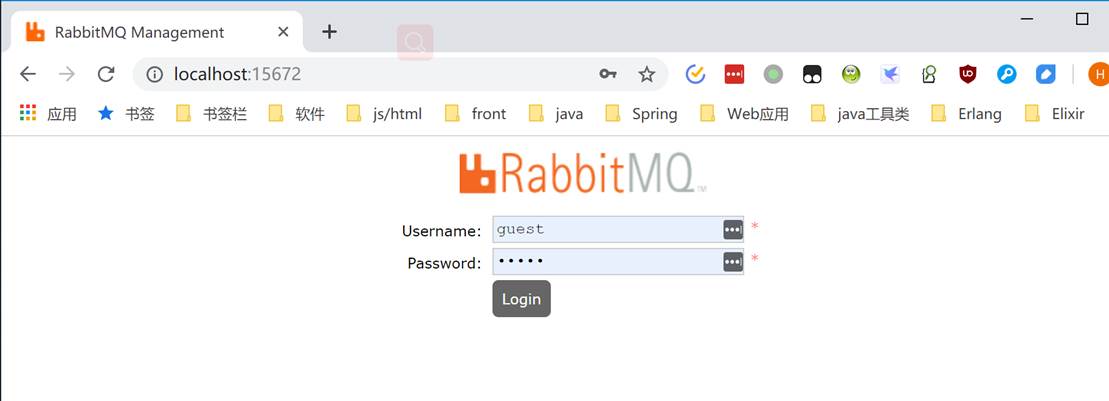 RabbitMQ Management
localhost:15672
H
应用 书签 书签栏 软件 js/html front java Spring Web应用 java工具类 Erlang Elixir
RabbitMQ™
Username: guest *
Password: ••••• *
Login